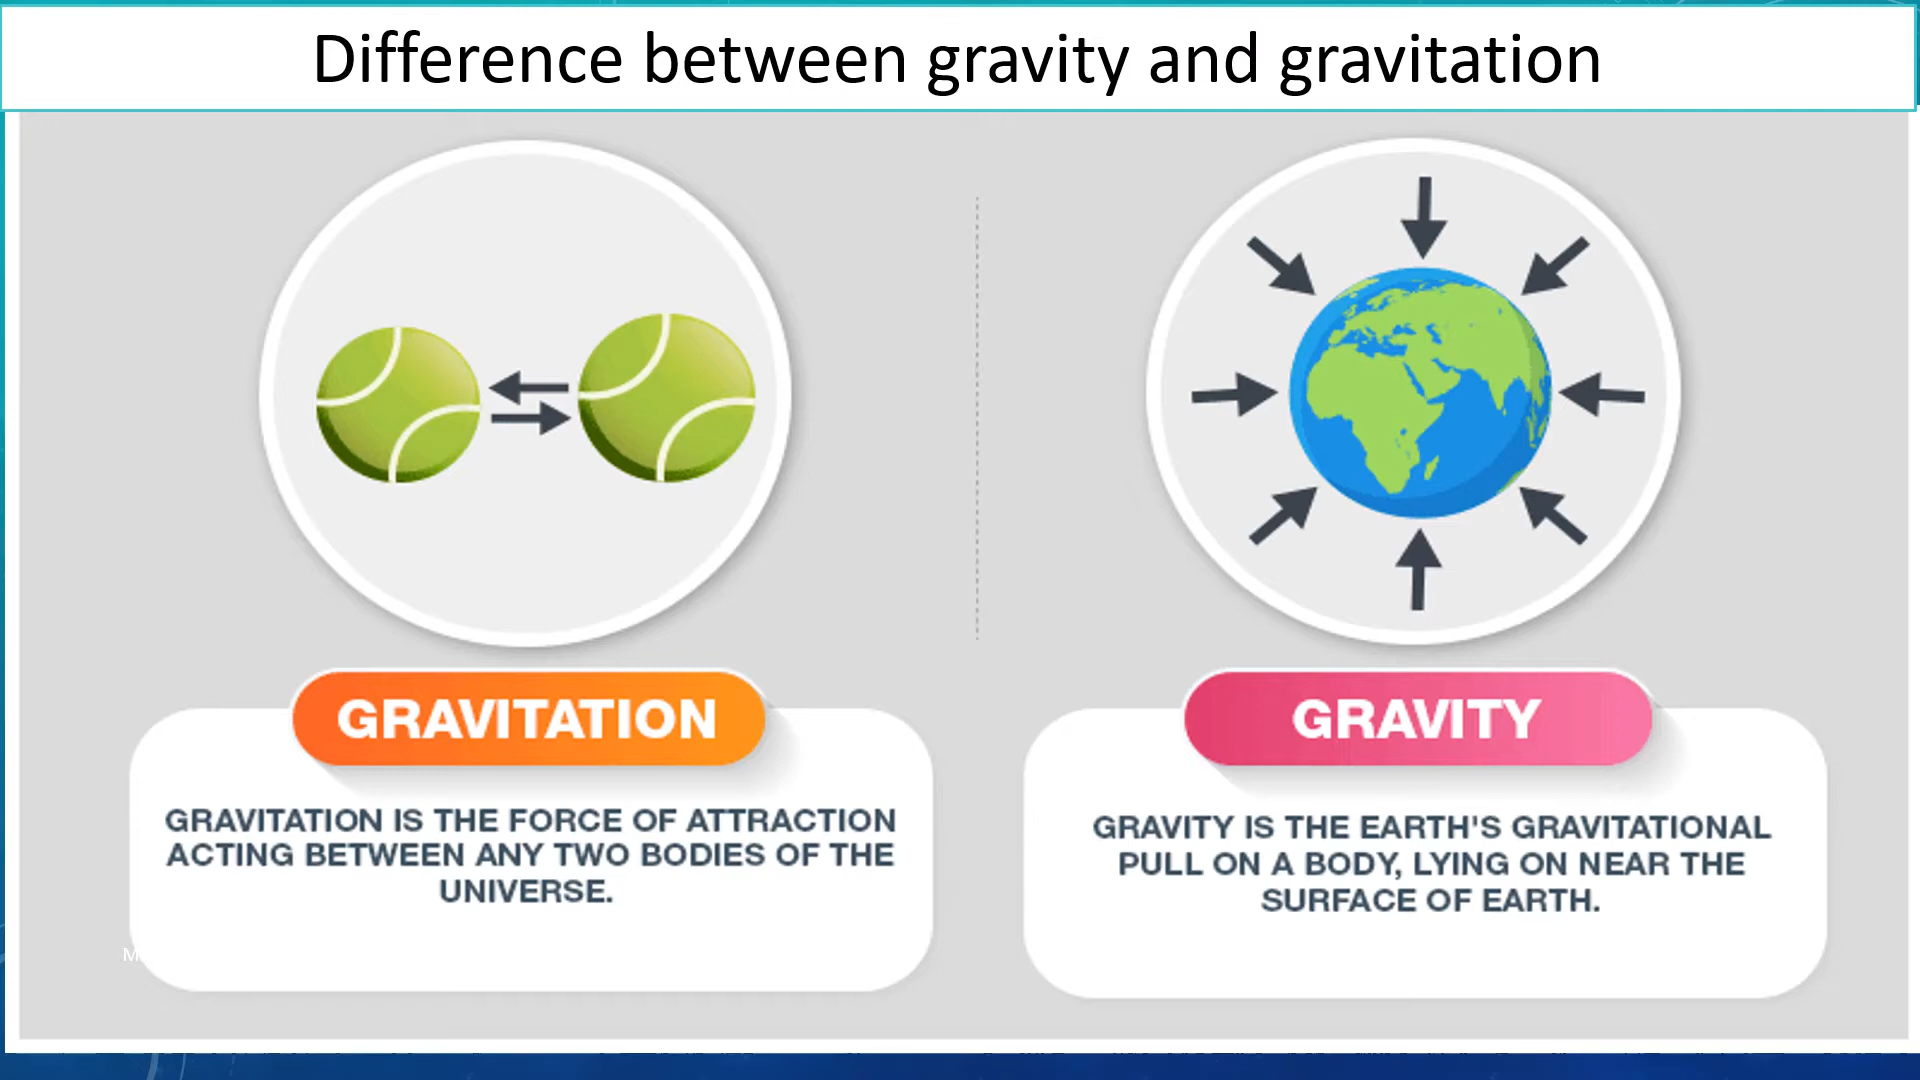 Difference between gravity and gravitation
GRAVITATION
GRAVITATION IS THE FORCE OF ATTRACTION
ACTING BETWEEN ANY TWO BODIES OF THE
UNIVERSE.
GRAVITY
GRAVITY IS THE EARTH'S GRAVITATIONAL
PULL ON A BODY, LYING ON NEAR THE
SURFACE OF EARTH.